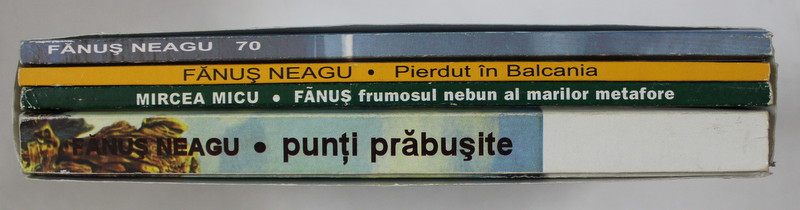 FĂNUŞ NEAGU 70
FĂNUŞ NEAGU • Pierdut în Balcania
MIRCEA MICU • FĂNUŞ frumosul nebun al marilor metafore
FĂNUŞ NEAGU • punţi prăbuşite